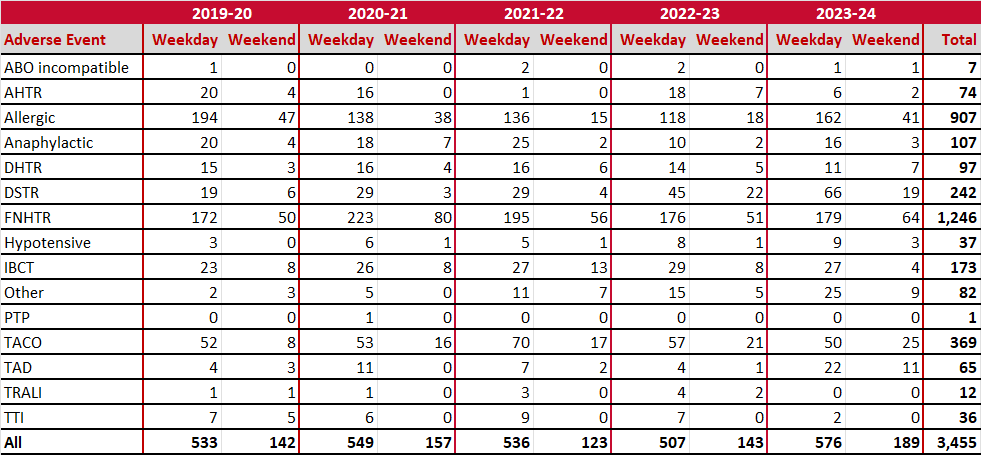 2019-20 2020-21 2021-22 2022-23 2023-24
Adverse Event Weekday Weekend Weekday Weekend Weekday Weekend Weekday Weekend Weekday Weekend Total
ABO incompatible 1 0 0 0 2 0 2 0 1 1 7
AHTR 20 4 16 0 1 0 18 7 6 2 74
Allergic 194 47 138 38 136 15 118 18 162 41 907
Anaphylactic 20 4 18 7 25 2 10 2 16 3 107
DHTR 15 3 16 4 16 6 14 5 11 7 97
DSTR 19 6 29 3 29 4 45 22 66 19 242
FNHTR 172 50 223 80 195 56 176 51 179 64 1,246
Hypotensive 3 0 6 1 5 1 8 1 9 3 37
IBCT 23 8 26 8 27 13 29 8 27 4 173
Other 2 3 5 0 11 7 15 5 25 9 82
PTP 0 0 1 0 0 0 0 0 0 0 1
TACO 52 8 53 16 70 17 57 21 50 25 369
TAD 4 3 11 0 7 2 4 1 22 11 65
TRALI 1 1 1 0 3 0 4 2 0 0 12
TTI 7 5 6 0 9 0 7 0 2 0 36
All 533 142 549 157 536 123 507 143 576 189 3,455